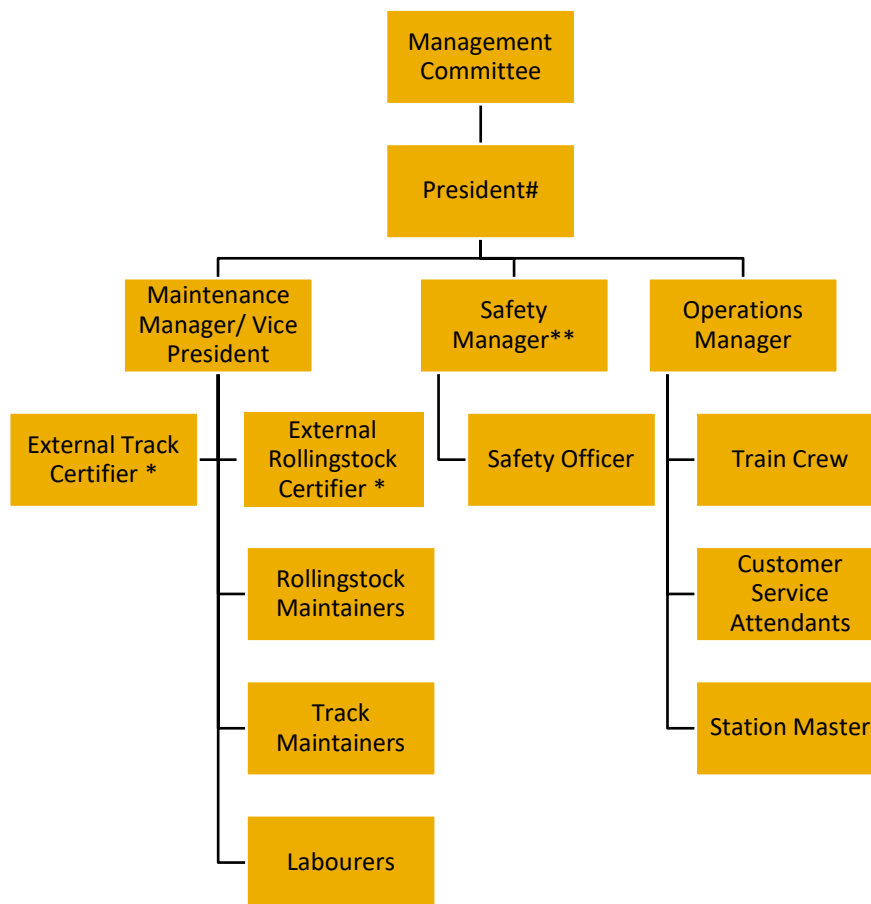 Management
Committee
President#
Maintenance
Manager/ Vice
President
Safety
Manager**
Operations
Manager
External Track
Certifier *
External
Rollingstock
Certifier *
Safety Officer
Train Crew
Rollingstock
Maintainers
Customer
Service
Attendants
Track
Maintainers
Station Master
Labourers